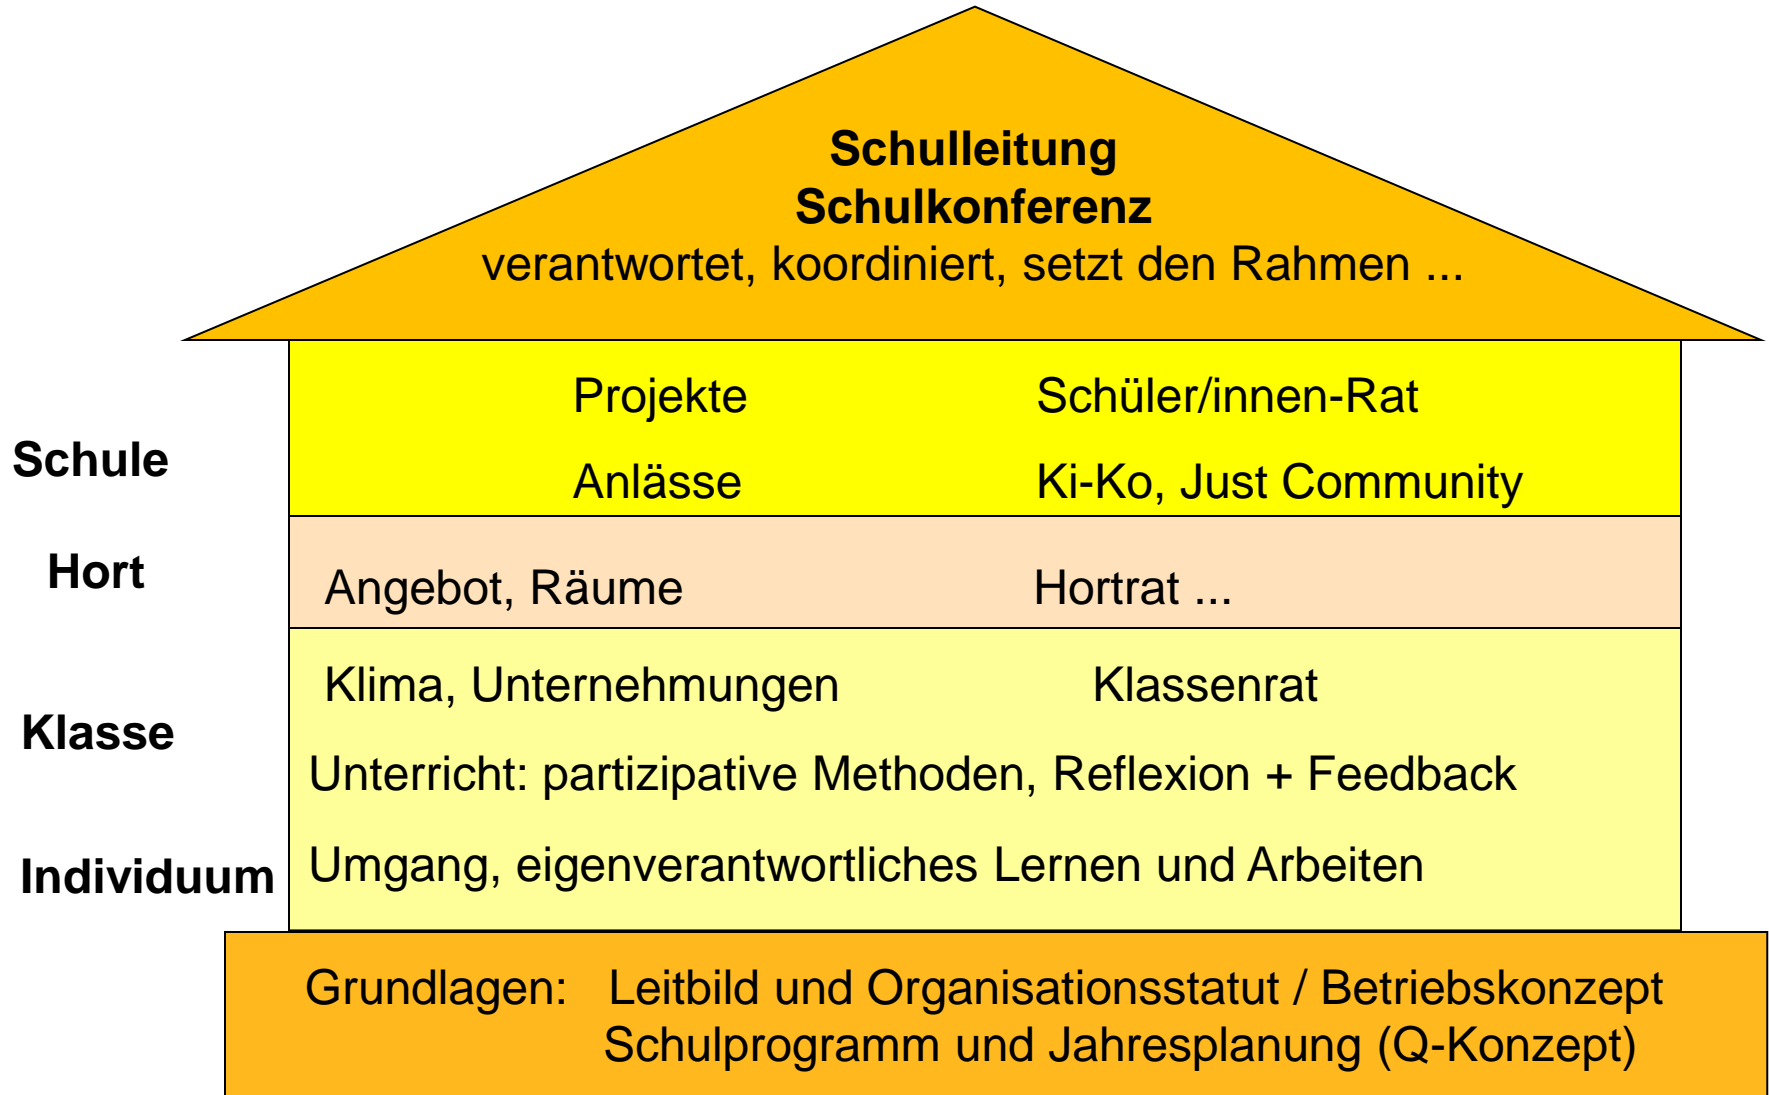 Schulleitung
Schulkonferenz
verantwortet, koordiniert, setzt den Rahmen ...
Projekte Schüler/innen-Rat
Schule
Anlässe Ki-Ko, Just Community
Hort
Angebot, Räume Hortrat ...
Klima, Unternehmungen Klassenrat
Klasse
Unterricht: partizipative Methoden, Reflexion + Feedback
Individuum Umgang, eigenverantwortliches Lernen und Arbeiten
Grundlagen: Leitbild und Organisationsstatut / Betriebskonzept
Schulprogramm und Jahresplanung (Q-Konzept)